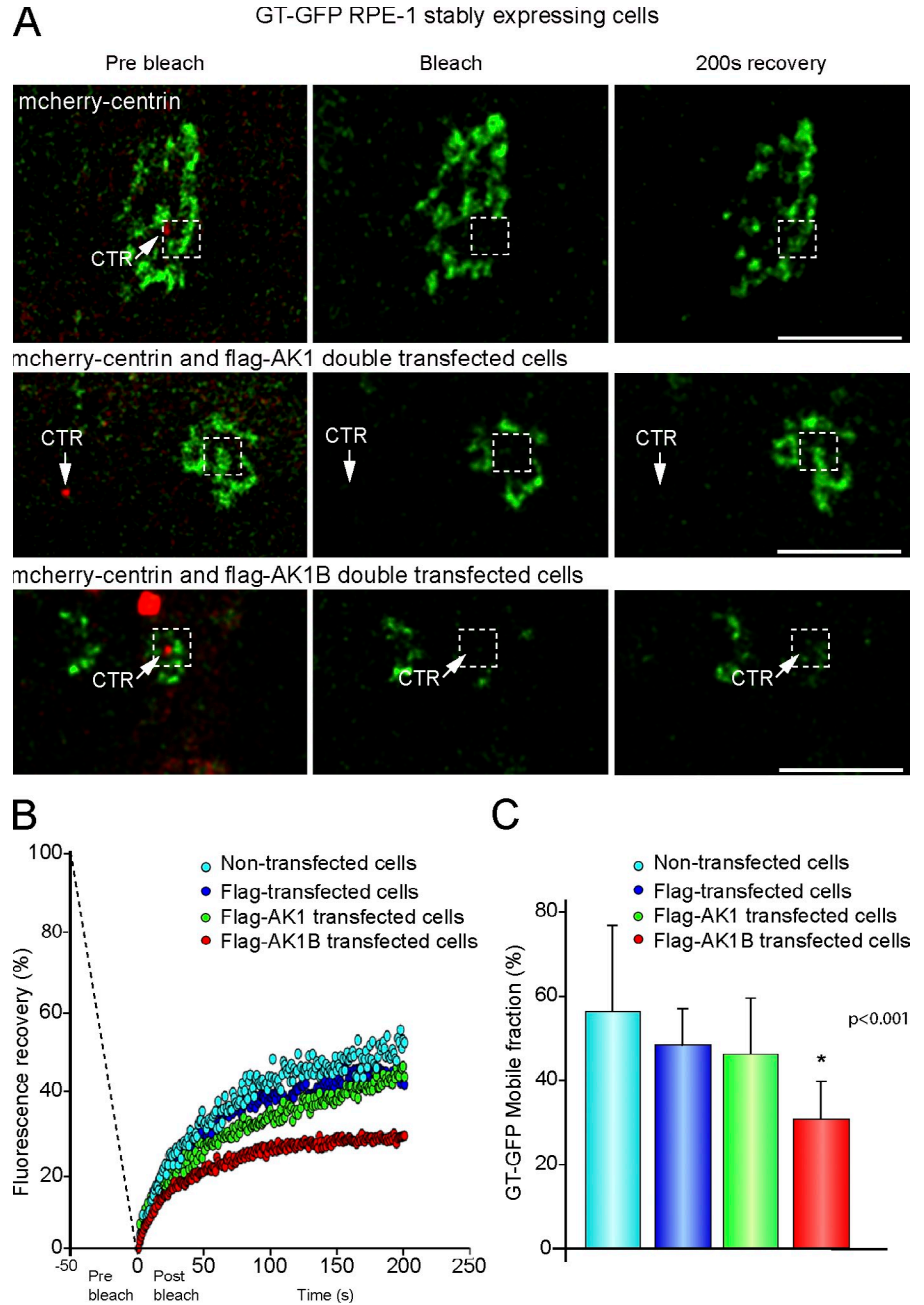 A
GT-GFP RPE-1 stably expressing cells
Pre bleach
Bleach
200s recovery
mcherry-centrin
CTR
mcherry-centrin and flag-AK1 double transfected cells
CTR
CTR
CTR
mcherry-centrin and flag-AK1B double transfected cells
CTR
CTR
CTR
B
100
80
60
40
20
0
-50
0
50
100
150
200
250
Fluorescence recovery (%)
Pre bleach
Post bleach
Time (s)
Non-transfected cells
Flag-transfected cells
Flag-AK1 transfected cells
Flag-AK1B transfected cells
C
Non-transfected cells
Flag-transfected cells
Flag-AK1 transfected cells
Flag-AK1B transfected cells
80
60
40
20
0
GT-GFP Mobile fraction (%)
p<0.001
*